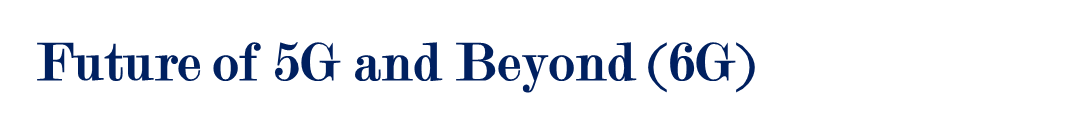 Future of 5G and Beyond (6G)